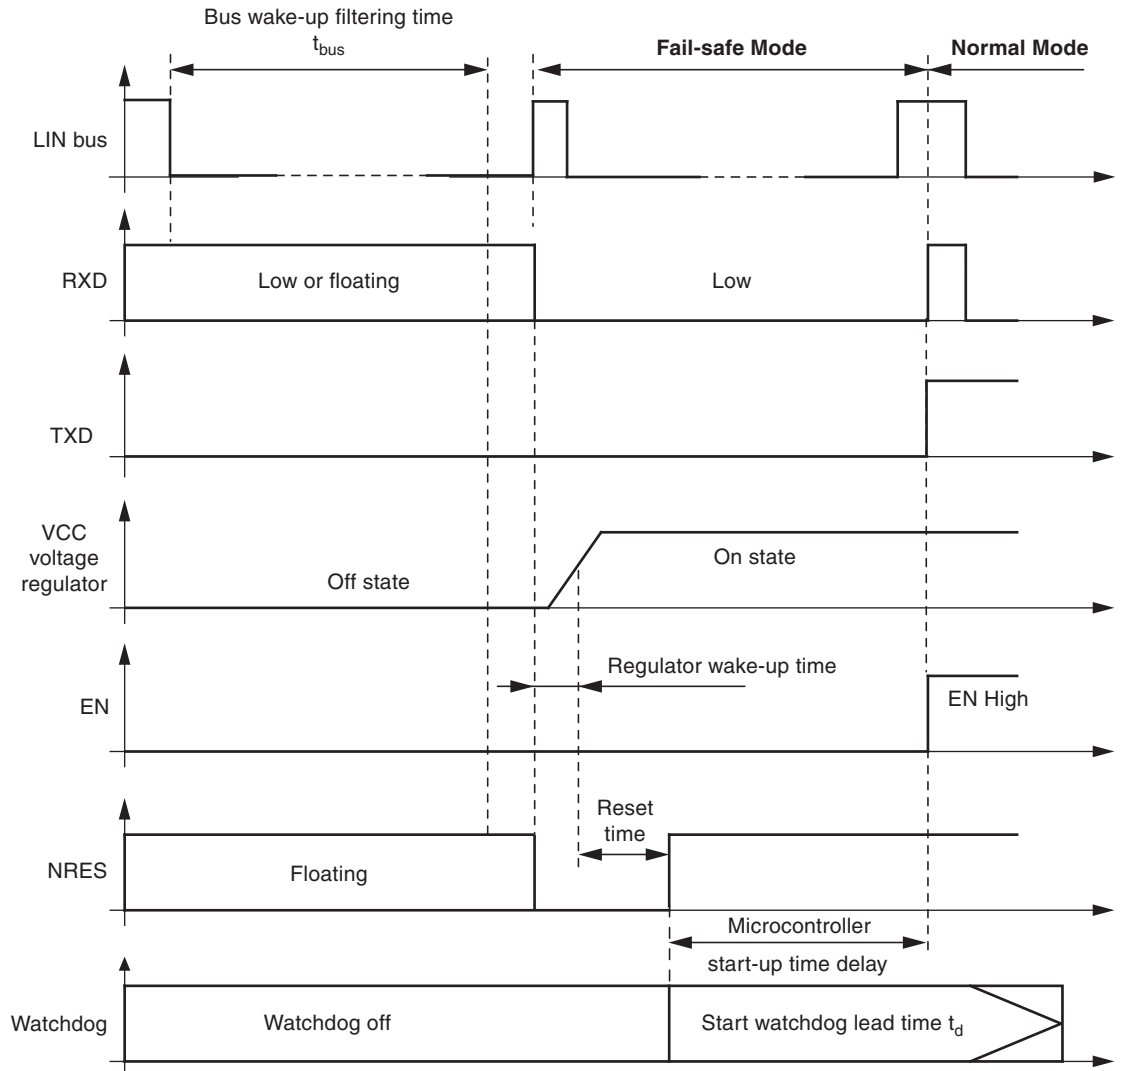 Bus wake-up filtering time
tbus
Fail-safe Mode
Normal Mode
LIN bus
RXD
Low or floating
Low
TXD
VCC
voltage
regulator
Off state
On state
Regulator wake-up time
EN
EN High
Reset
time
NRES
Floating
Microcontroller
start-up time delay
Watchdog
Watchdog off
Start watchdog lead time td